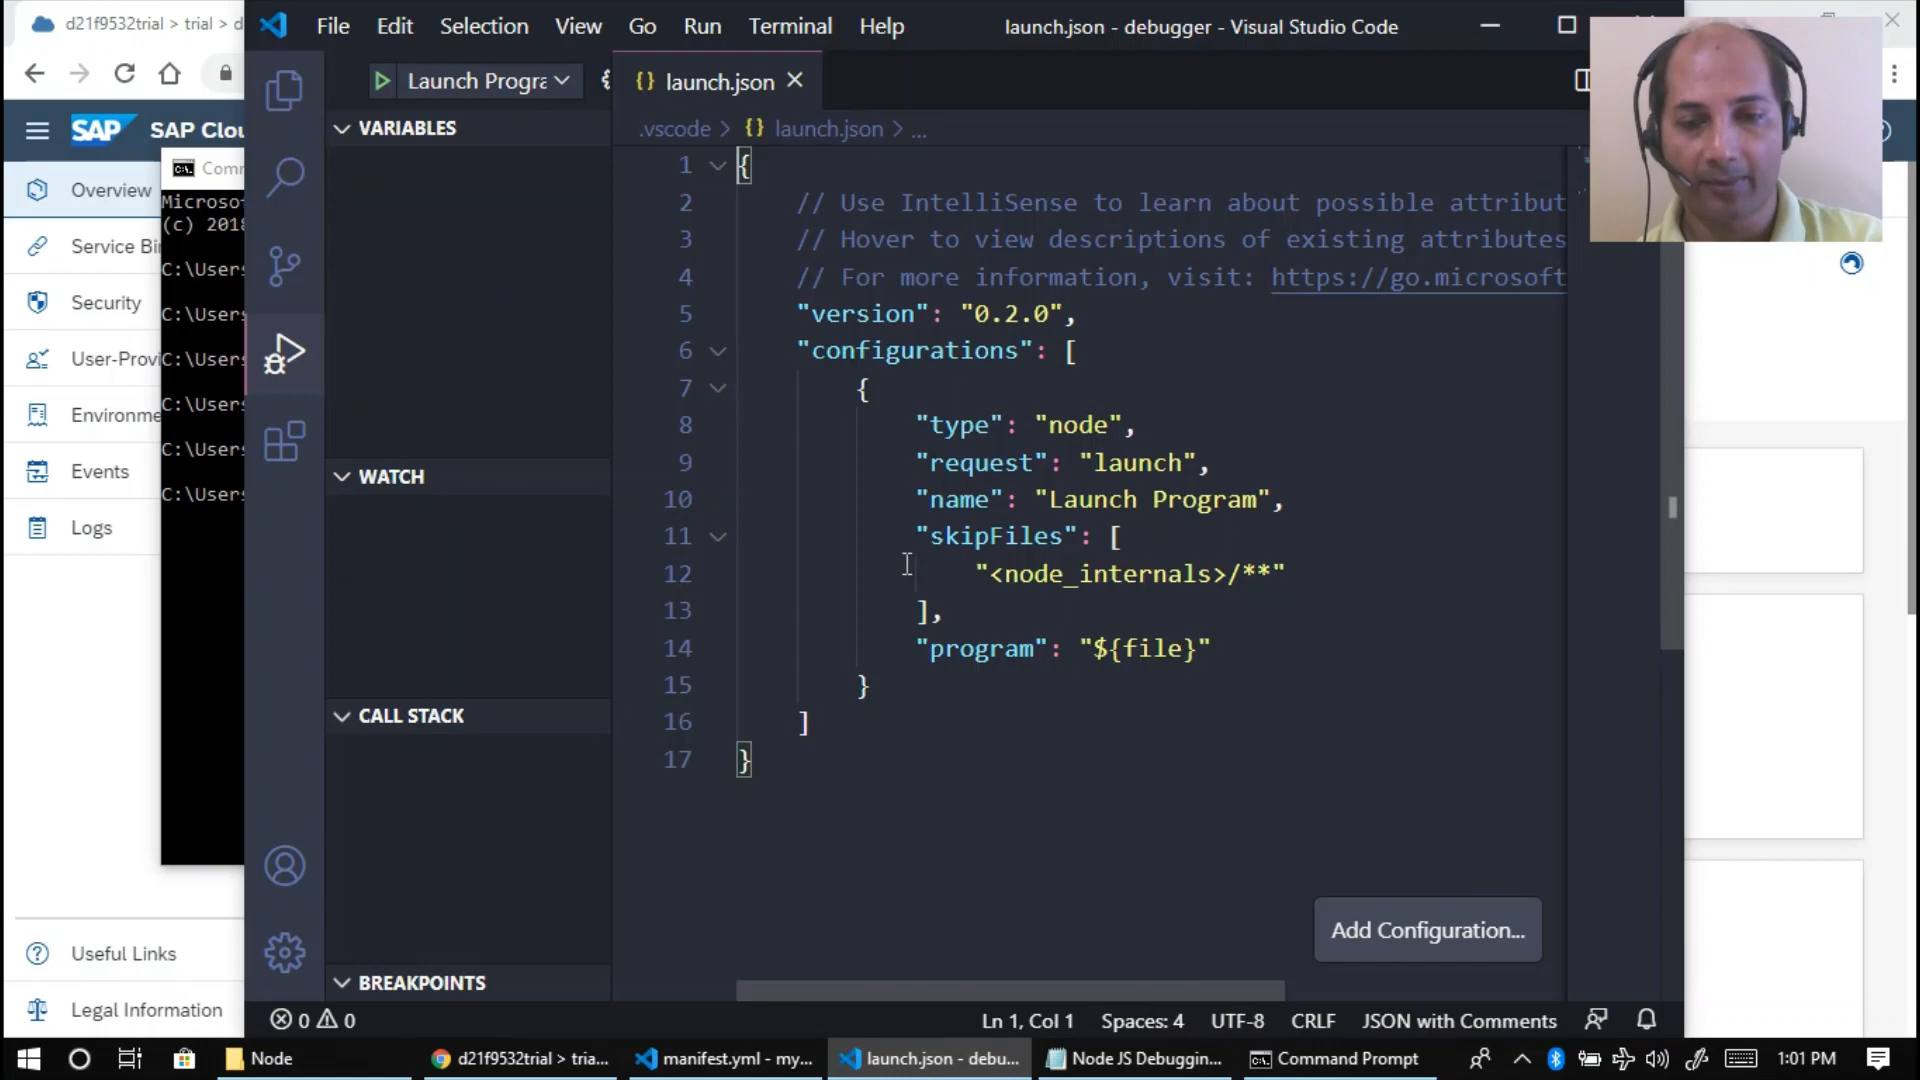 d21f9532trial > trial > d
File Edit Selection View Go Run Terminal Help
launch.json - debugger - Visual Studio Code
Launch Progra
{} launch.json
.vscode > {} launch.json > ...
SAP SAP Clou
Overview
Service Bin
Security
User-Provi
Environme
Events
Logs
Useful Links
Legal Information
Comm
Microsof
(c) 2018
C:\Users
C:\Users
C:\Users
C:\Users
C:\Users
C:\Users
VARIABLES
WATCH
CALL STACK
BREAKPOINTS
1 {
2 // Use IntelliSense to learn about possible attribut
3 // Hover to view descriptions of existing attributes
4 // For more information, visit: https://go.microsoft
5 "version": "0.2.0",
6 "configurations": [
7 {
8 "type": "node",
9 "request": "launch",
10 "name": "Launch Program",
11 "skipFiles": [
12 "<node_internals>/**"
13 ],
14 "program": "${file}"
15 }
16 ]
17 }
Add Configuration...
0 0
Ln 1, Col 1 Spaces: 4 UTF-8 CRLF JSON with Comments
Node
d21f9532trial > tria...
manifest.yml - my...
launch.json - debu...
Node JS Debuggin...
Command Prompt
1:01 PM